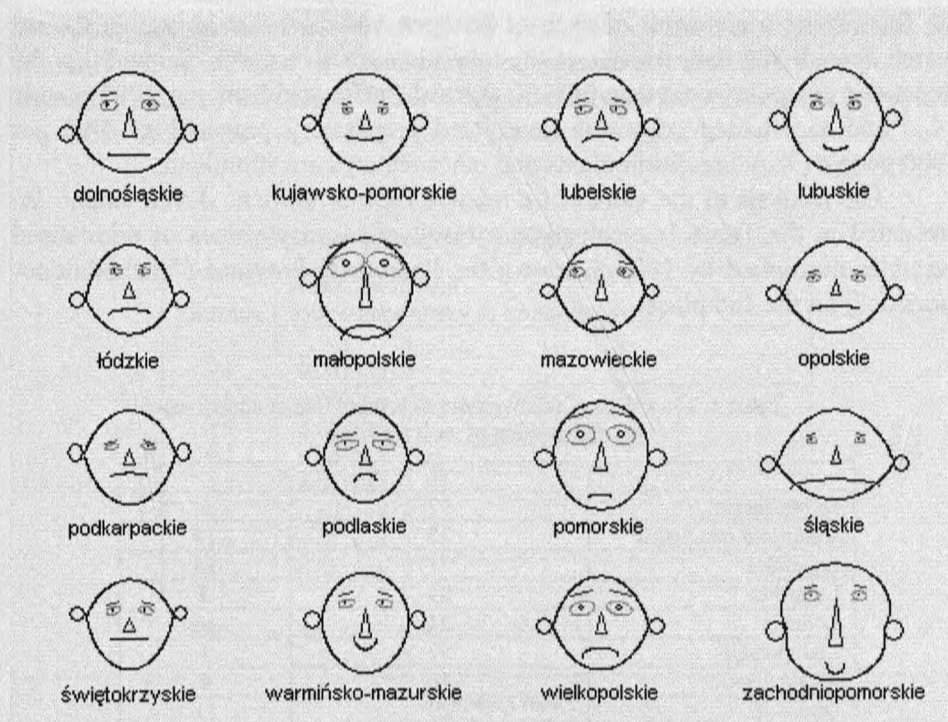 dolnośląskie kujawsko-pomorskie lubelskie lubuskie
łódzkie małopolskie mazowieckie opolskie
podkarpackie podlaskie pomorskie śląskie
świętokrzyskie warmińsko-mazurskie wielkopolskie zachodniopomorskie